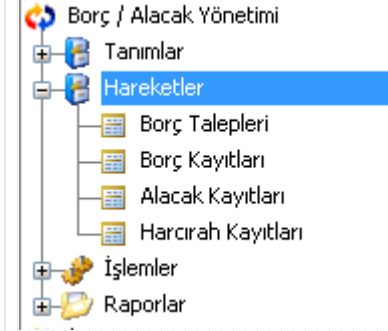 Borç / Alacak Yönetimi
Tanımlar
Hareketler
Borç Talepleri
Borç Kayıtları
Alacak Kayıtları
Harcırah Kayıtları
İşlemler
Raporlar